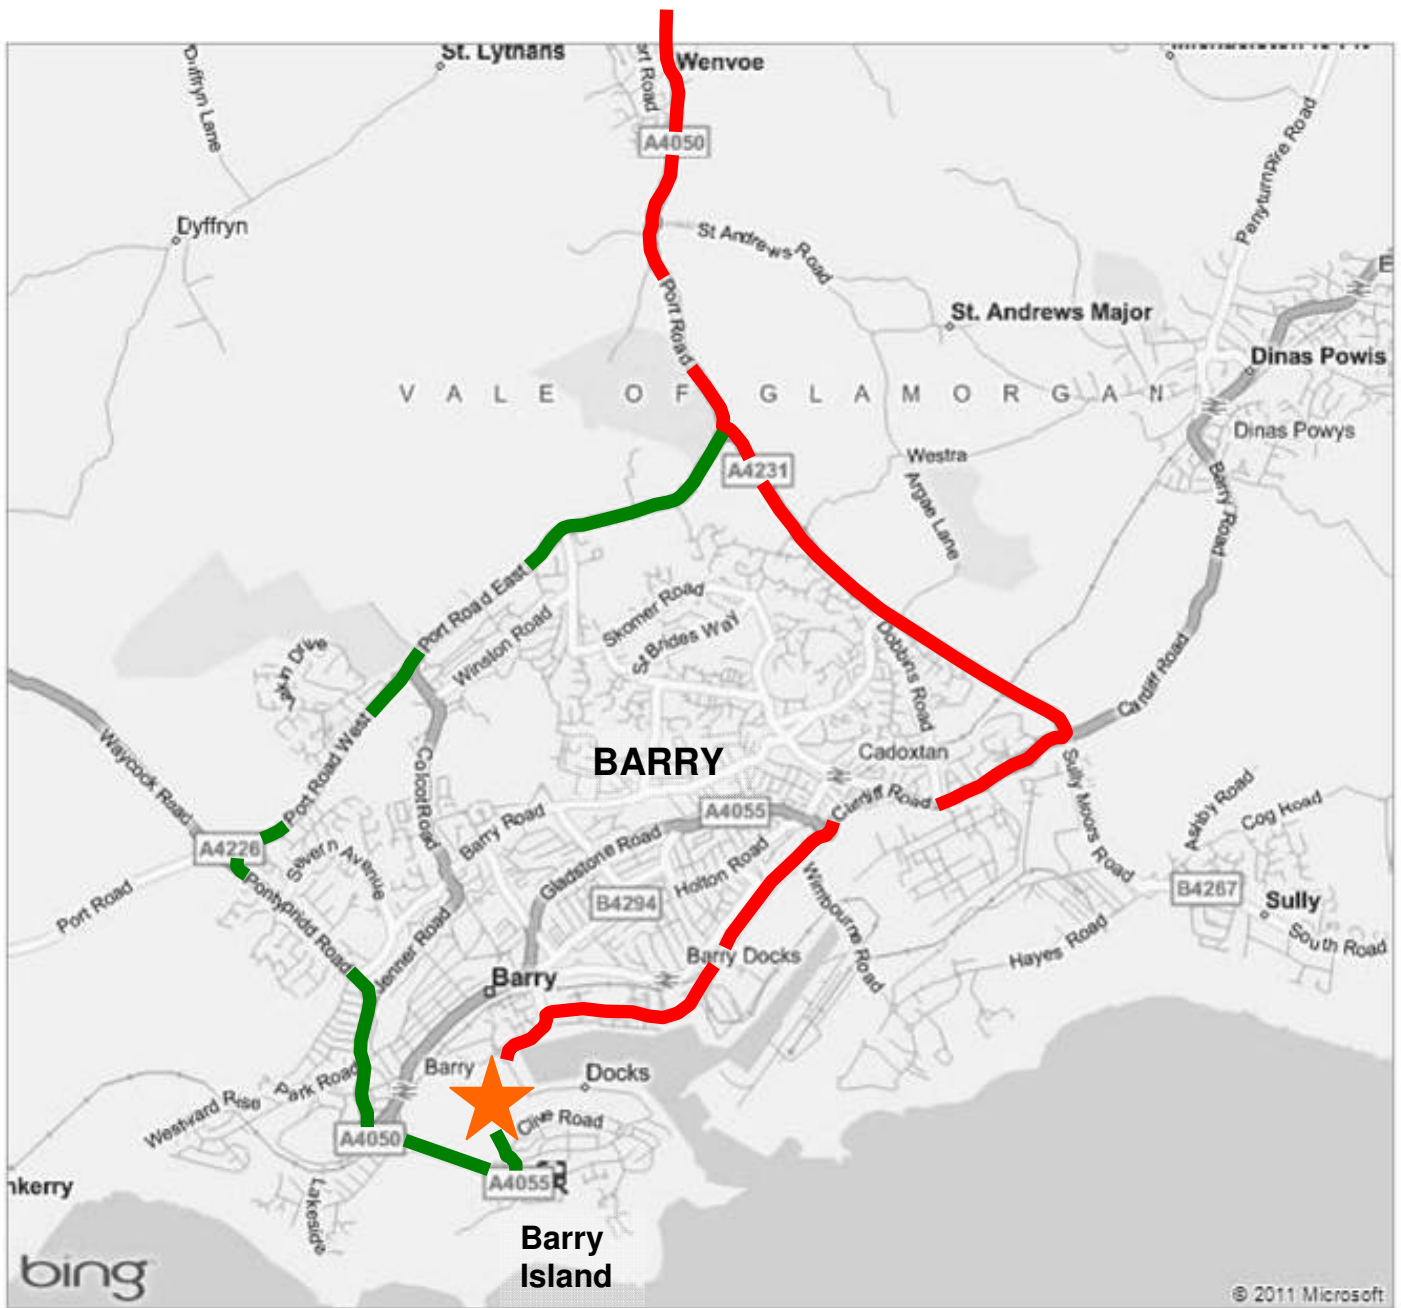 St. Lythans
Wenvoe
Duffryn Lane
ort Road
A4050
Penyturnpike Road
Dyffryn
St Andrews Road
E
Port Road
St. Andrews Major
Dinas Powis
VALE OF GLAMORGAN
Dinas Powys
Westra
A4231
Argae Lane
Barry Road
Port Road East
Skomer Road
Winston Road
St Brides Way
Dobbins Road
Cardiff Road
Port Road West
Waycock Road
Colcot Road
BARRY
Cadoxtan
Sully Moors Road
Ashby Road
Cog Road
A4055
Cardiff Road
Barry Road
A4226
Severn Avenue
Gladstone Road
Holton Road
Port Road
Pontypridd Road
B4294
Wimbourne Road
B4267
Sully
South Road
Jenner Road
Hayes Road
Barry Docks
Barry
Barry
Docks
Park Road
Westward Rise
Clive Road
A4050
A4055
nkerry
Lakeside
Barry
Island
bing
© 2011 Microsoft